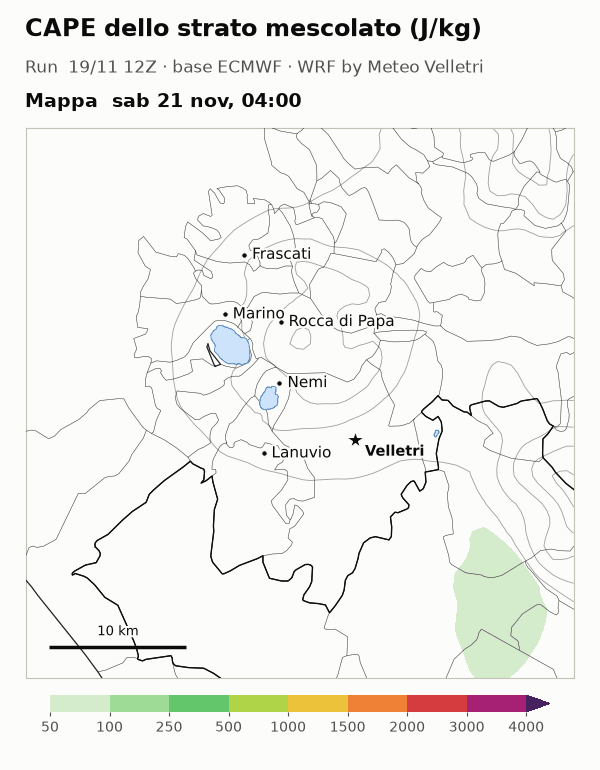 CAPE dello strato mescolato (J/kg)
Run  19/11 12Z · base ECMWF · WRF by Meteo Velletri
Mappa  sab 21 nov, 04:00
Frascati
Marino
Rocca di Papa
Nemi
Velletri
Lanuvio
10 km
50 100 250 500 1000 1500 2000 3000 4000